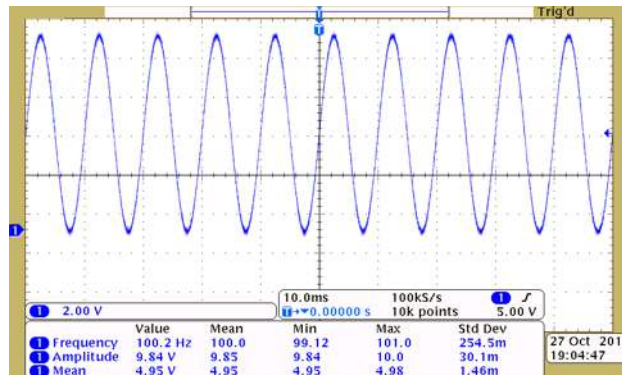 Trig'd
T
T
1
10.0ms 100kS/s 1
1 2.00 V T→▼0.00000 s 10k points 5.00 V
Value Mean Min Max Std Dev
1 Frequency 100.2 Hz 100.0 99.12 101.0 254.5m
1 Amplitude 9.84 V 9.85 9.84 10.0 30.1m
1 Mean 4.95 V 4.95 4.95 4.98 1.46m
27 Oct 201
19:04:47